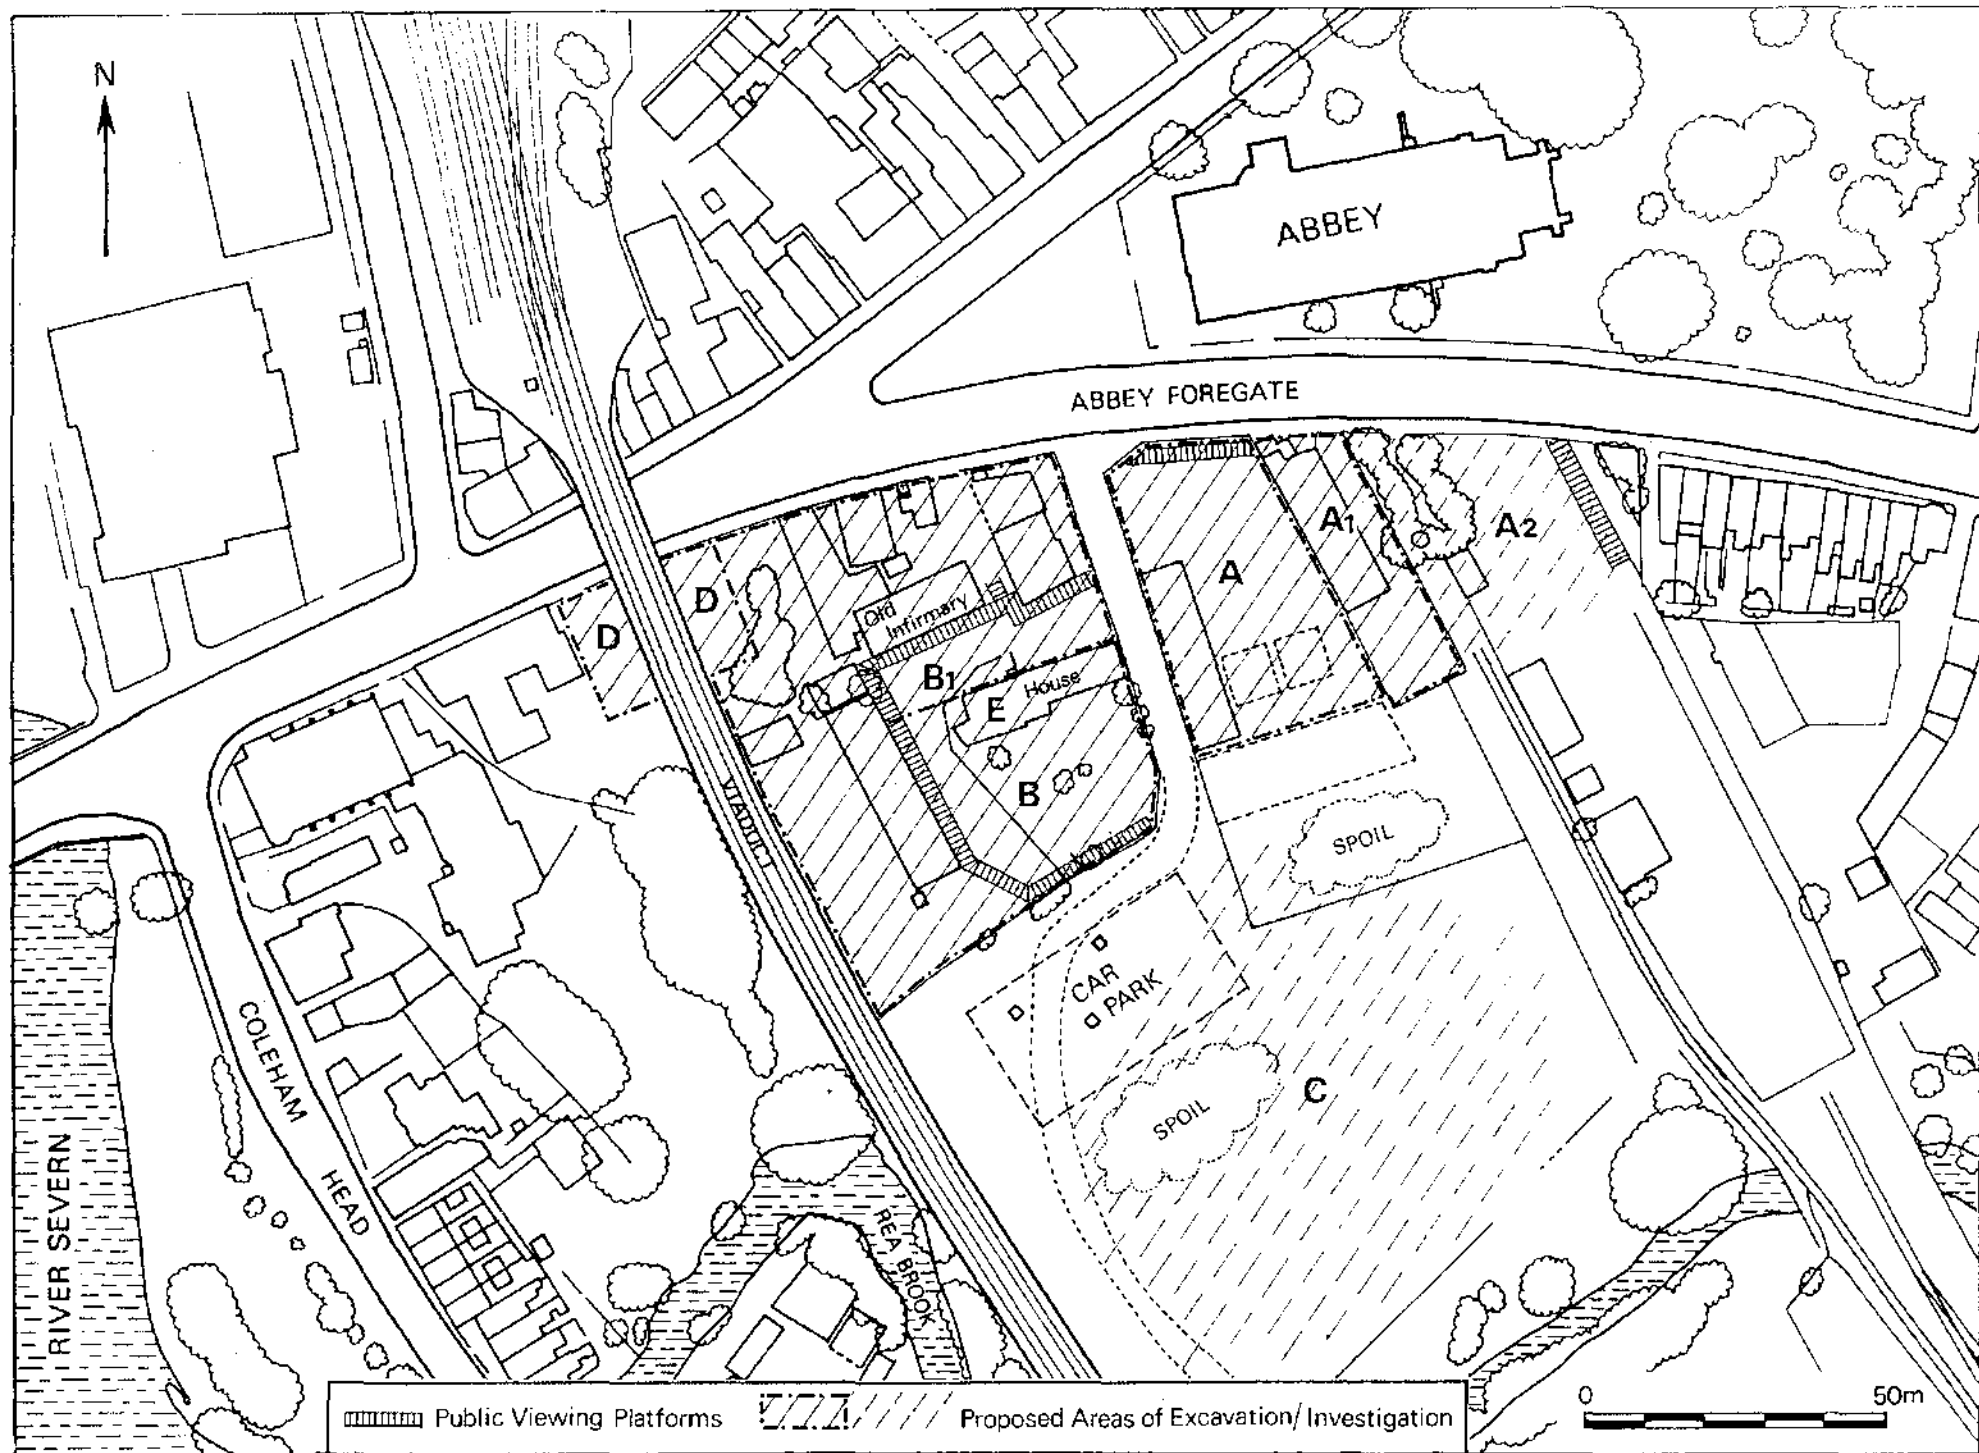 N
ABBEY
ABBEY FOREGATE
A
A1
A2
D
D
Old
Infirmary
B1
E
House
B
VIADUCT
SPOIL
CAR
PARK
C
SPOIL
COLEHAM
HEAD
RIVER SEVERN
REA BROOK
Public Viewing Platforms
Proposed Areas of Excavation/Investigation
0
50m